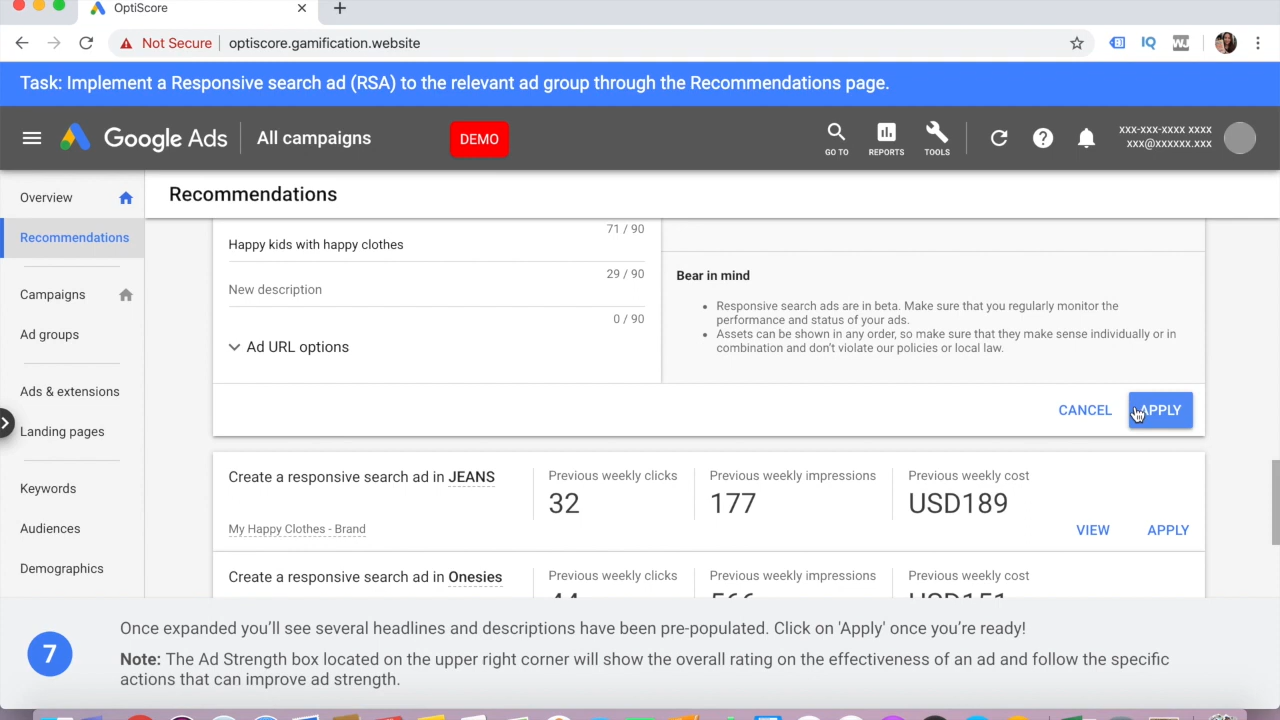 OptiScore
Not Secure
optiscore.gamification.website
IQ
WJ
Task: Implement a Responsive search ad (RSA) to the relevant ad group through the Recommendations page.
Google Ads
All campaigns
DEMO
GO TO
REPORTS
TOOLS
xxx-xxx-xxxx xxxx
xxx@xxxxxx.xxx
Overview
Recommendations
Campaigns
Ad groups
Ads & extensions
Landing pages
Keywords
Audiences
Demographics
Recommendations
71 / 90
Happy kids with happy clothes
29 / 90
New description
0 / 90
Ad URL options
Bear in mind
• Responsive search ads are in beta. Make sure that you regularly monitor the
performance and status of your ads.
• Assets can be shown in any order, so make sure that they make sense individually or in
combination and don't violate our policies or local law.
CANCEL
APPLY
Create a responsive search ad in JEANS
My Happy Clothes - Brand
Previous weekly clicks
32
Previous weekly impressions
177
Previous weekly cost
USD189
VIEW
APPLY
Create a responsive search ad in Onesies
Previous weekly clicks
44
Previous weekly impressions
566
Previous weekly cost
USD151
7
Once expanded you'll see several headlines and descriptions have been pre-populated. Click on 'Apply' once you're ready!
Note: The Ad Strength box located on the upper right corner will show the overall rating on the effectiveness of an ad and follow the specific
actions that can improve ad strength.